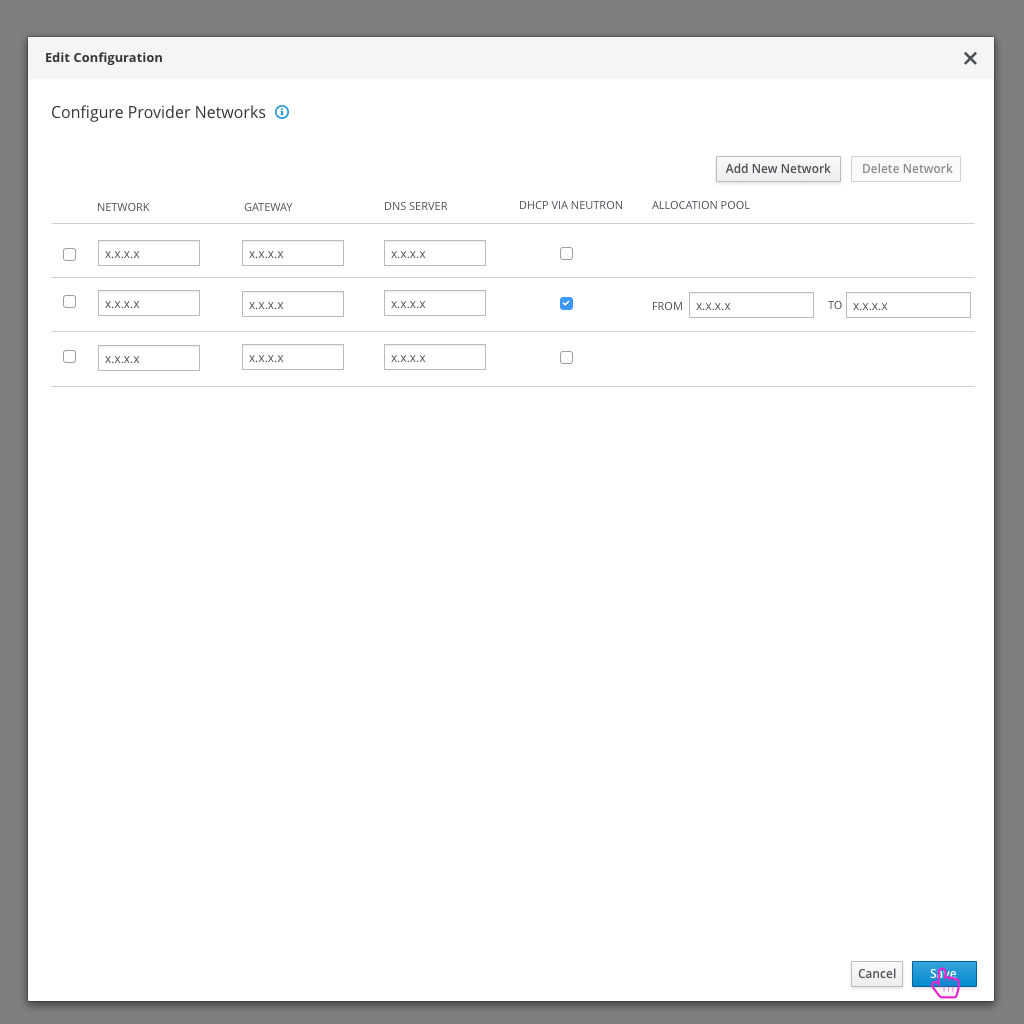 Edit Configuration
Configure Provider Networks
Add New Network Delete Network
NETWORK GATEWAY DNS SERVER DHCP VIA NEUTRON ALLOCATION POOL
x.x.x.x x.x.x.x x.x.x.x
x.x.x.x x.x.x.x x.x.x.x FROM x.x.x.x TO x.x.x.x
x.x.x.x x.x.x.x x.x.x.x
Cancel Save